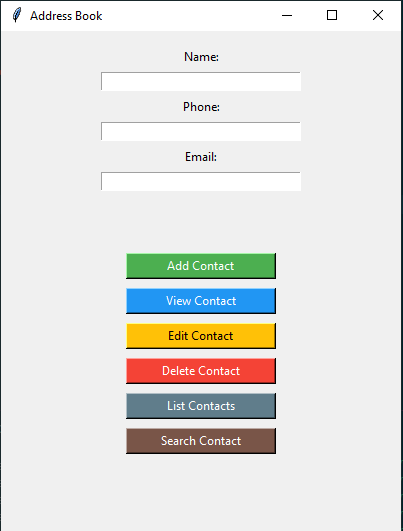 Address Book
Name:
Phone:
Email:
Add Contact
View Contact
Edit Contact
Delete Contact
List Contacts
Search Contact